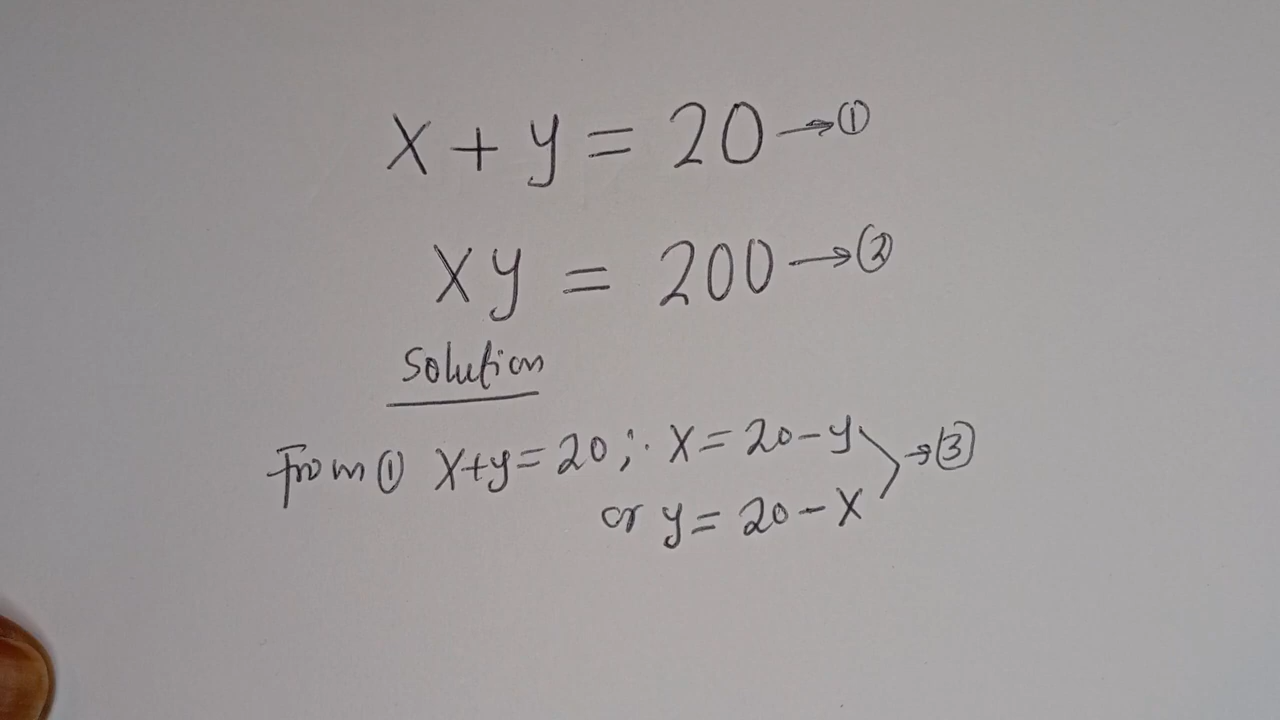 x + y = 20 → ①
xy = 200 → ②
Solution
From ① x+y = 20 ; ∴ x = 20 - y
or y = 20 - x → ③